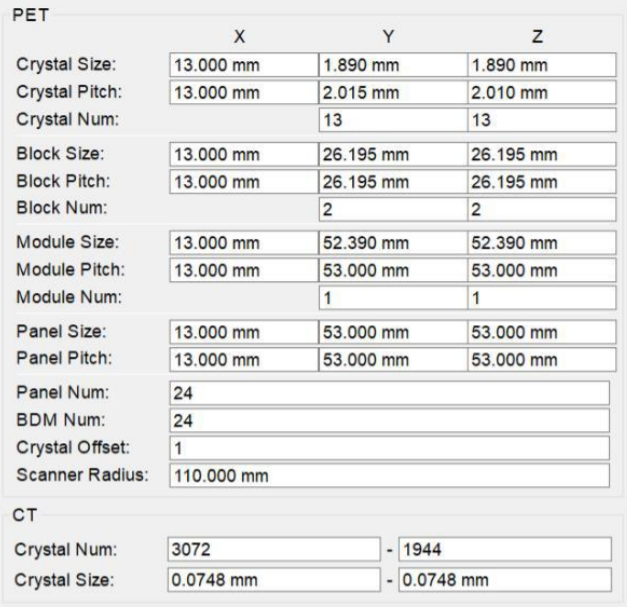 PET
X Y Z
Crystal Size: 13.000 mm 1.890 mm 1.890 mm
Crystal Pitch: 13.000 mm 2.015 mm 2.010 mm
Crystal Num: 13 13
Block Size: 13.000 mm 26.195 mm 26.195 mm
Block Pitch: 13.000 mm 26.195 mm 26.195 mm
Block Num: 2 2
Module Size: 13.000 mm 52.390 mm 52.390 mm
Module Pitch: 13.000 mm 53.000 mm 53.000 mm
Module Num: 1 1
Panel Size: 13.000 mm 53.000 mm 53.000 mm
Panel Pitch: 13.000 mm 53.000 mm 53.000 mm
Panel Num: 24
BDM Num: 24
Crystal Offset: 1
Scanner Radius: 110.000 mm
CT
Crystal Num: 3072 - 1944
Crystal Size: 0.0748 mm - 0.0748 mm